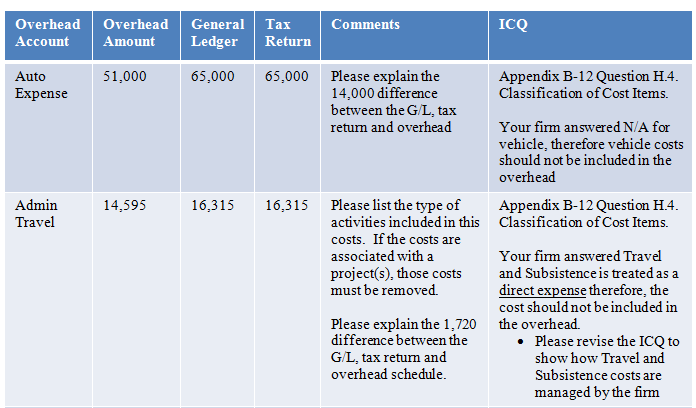 Overhead Account
Overhead Amount
General Ledger
Tax Return
Comments
ICQ
Auto Expense
51,000
65,000
65,000
Please explain the
14,000 difference
between the G/L, tax
return and overhead
Appendix B-12 Question H.4.
Classification of Cost Items.
Your firm answered N/A for
vehicle, therefore vehicle costs
should not be included in the
overhead
Admin Travel
14,595
16,315
16,315
Please list the type of
activities included in this
costs. If the costs are
associated with a
project(s), those costs
must be removed.
Please explain the 1,720
difference between the
G/L, tax return and
overhead schedule.
Appendix B-12 Question H.4.
Classification of Cost Items.
Your firm answered Travel
and Subsistence is treated as a
direct expense therefore, the
cost should not be included in
the overhead.
• Please revise the ICQ to
show how Travel and
Subsistence costs are
managed by the firm